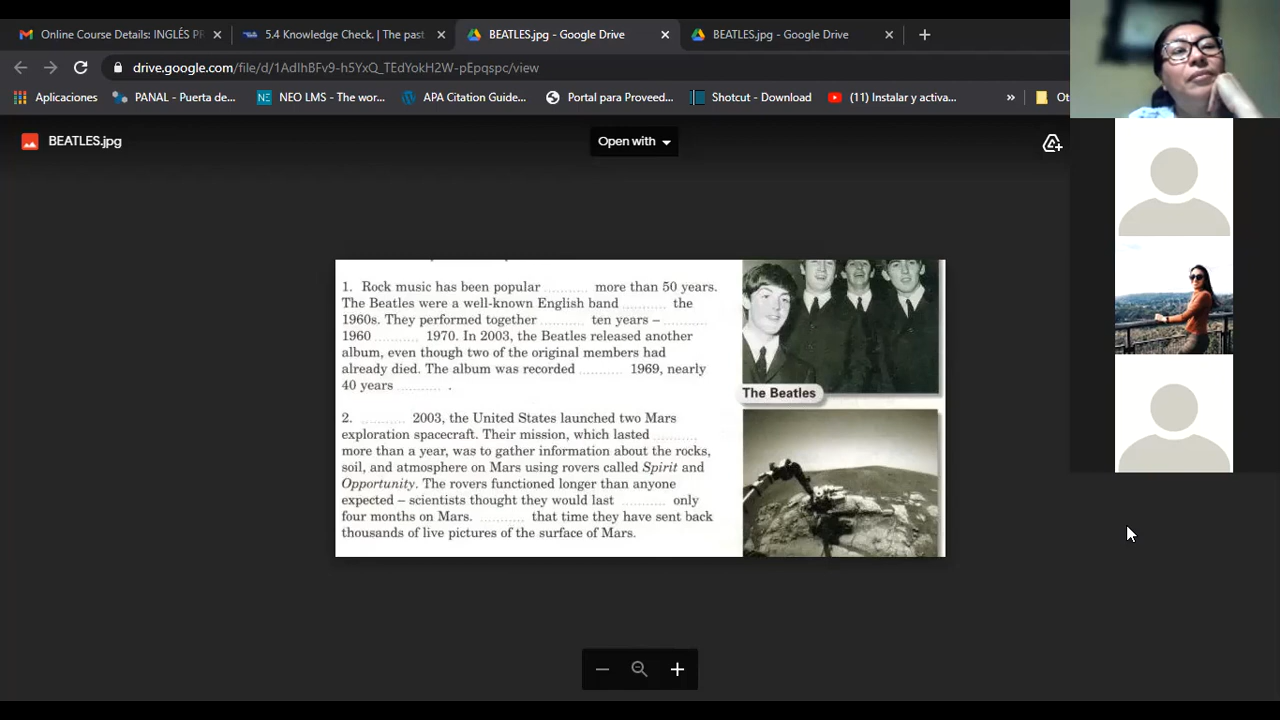 Online Course Details: INGLÉS PR
5.4 Knowledge Check. | The past
BEATLES.jpg - Google Drive
BEATLES.jpg - Google Drive
drive.google.com/file/d/1AdIhBFv9-h5YxQ_TEdYokH2W-pEpqspc/view
Aplicaciones
PANAL - Puerta de...
NEO LMS - The wor...
APA Citation Guide...
Portal para Proveed...
Shotcut - Download
(11) Instalar y activa...
»
Ot
BEATLES.jpg
Open with
1. Rock music has been popular .......... more than 50 years.
The Beatles were a well-known English band .......... the
1960s. They performed together .......... ten years – ..........
1960 .......... 1970. In 2003, the Beatles released another
album, even though two of the original members had
already died. The album was recorded .......... 1969, nearly
40 years .......... .
The Beatles
2. .......... 2003, the United States launched two Mars
exploration spacecraft. Their mission, which lasted ..........
more than a year, was to gather information about the rocks,
soil, and atmosphere on Mars using rovers called Spirit and
Opportunity. The rovers functioned longer than anyone
expected – scientists thought they would last .......... only
four months on Mars. .......... that time they have sent back
thousands of live pictures of the surface of Mars.